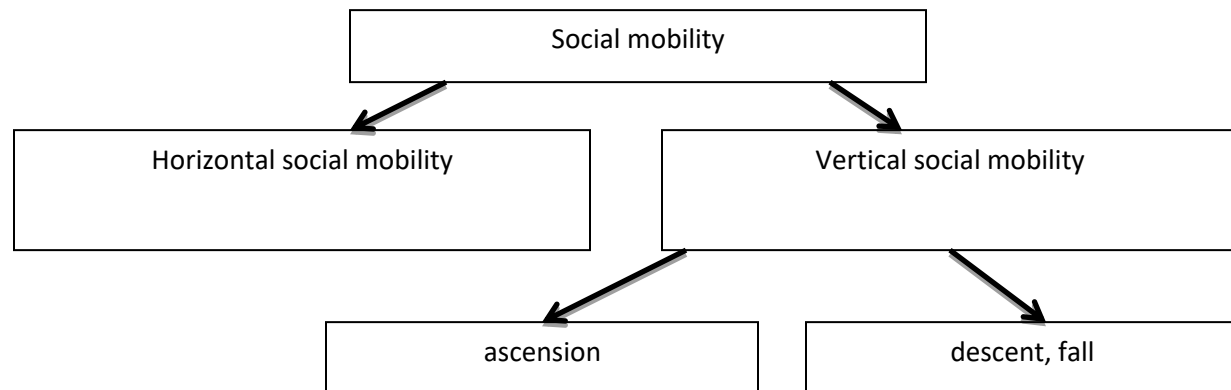 Social mobility
Horizontal social mobility
Vertical social mobility
ascension
descent, fall